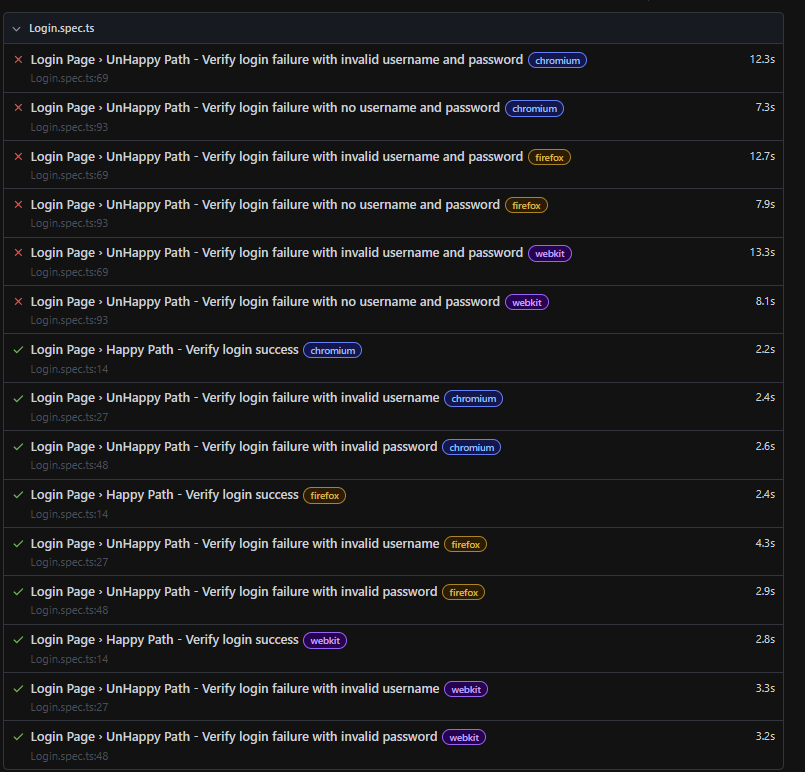 Login.spec.ts
Login Page › UnHappy Path - Verify login failure with invalid username and password chromium 12.3s
Login.spec.ts:69
Login Page › UnHappy Path - Verify login failure with no username and password chromium 7.3s
Login.spec.ts:93
Login Page › UnHappy Path - Verify login failure with invalid username and password firefox 12.7s
Login.spec.ts:69
Login Page › UnHappy Path - Verify login failure with no username and password firefox 7.9s
Login.spec.ts:93
Login Page › UnHappy Path - Verify login failure with invalid username and password webkit 13.3s
Login.spec.ts:69
Login Page › UnHappy Path - Verify login failure with no username and password webkit 8.1s
Login.spec.ts:93
Login Page › Happy Path - Verify login success chromium 2.2s
Login.spec.ts:14
Login Page › UnHappy Path - Verify login failure with invalid username chromium 2.4s
Login.spec.ts:27
Login Page › UnHappy Path - Verify login failure with invalid password chromium 2.6s
Login.spec.ts:48
Login Page › Happy Path - Verify login success firefox 2.4s
Login.spec.ts:14
Login Page › UnHappy Path - Verify login failure with invalid username firefox 4.3s
Login.spec.ts:27
Login Page › UnHappy Path - Verify login failure with invalid password firefox 2.9s
Login.spec.ts:48
Login Page › Happy Path - Verify login success webkit 2.8s
Login.spec.ts:14
Login Page › UnHappy Path - Verify login failure with invalid username webkit 3.3s
Login.spec.ts:27
Login Page › UnHappy Path - Verify login failure with invalid password webkit 3.2s
Login.spec.ts:48